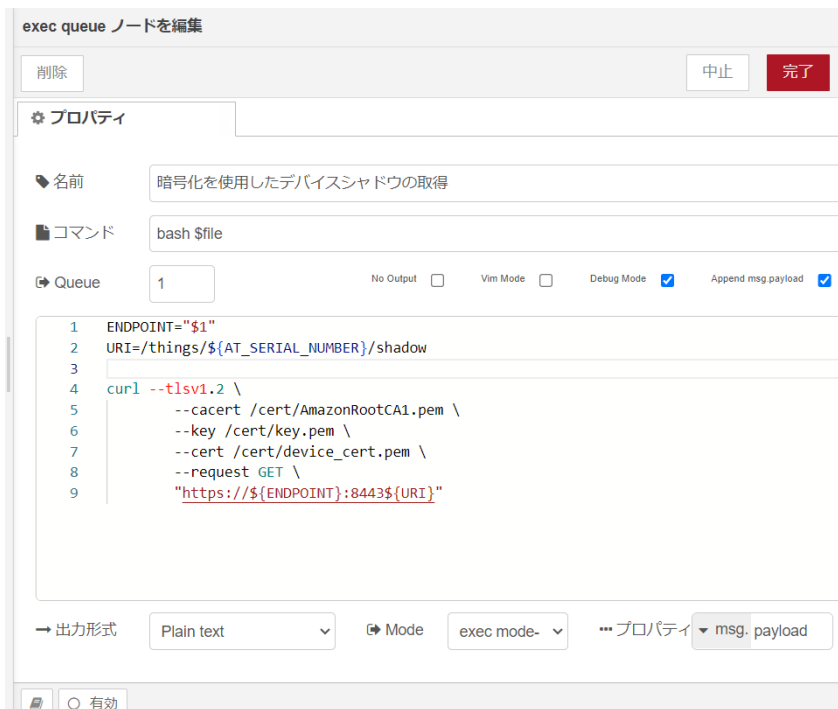 exec queue ノードを編集
削除
中止
完了
プロパティ
名前
暗号化を使用したデバイスシャドウの取得
コマンド
bash $file
Queue
1
No Output
Vim Mode
Debug Mode
Append msg.payload
1 ENDPOINT="$1"
2 URI=/things/${AT_SERIAL_NUMBER}/shadow
3
4 curl --tlsv1.2 \
5 --cacert /cert/AmazonRootCA1.pem \
6 --key /cert/key.pem \
7 --cert /cert/device_cert.pem \
8 --request GET \
9 "https://${ENDPOINT}:8443${URI}"
出力形式
Plain text
Mode
exec mode-
プロパティ
msg.
payload
有効